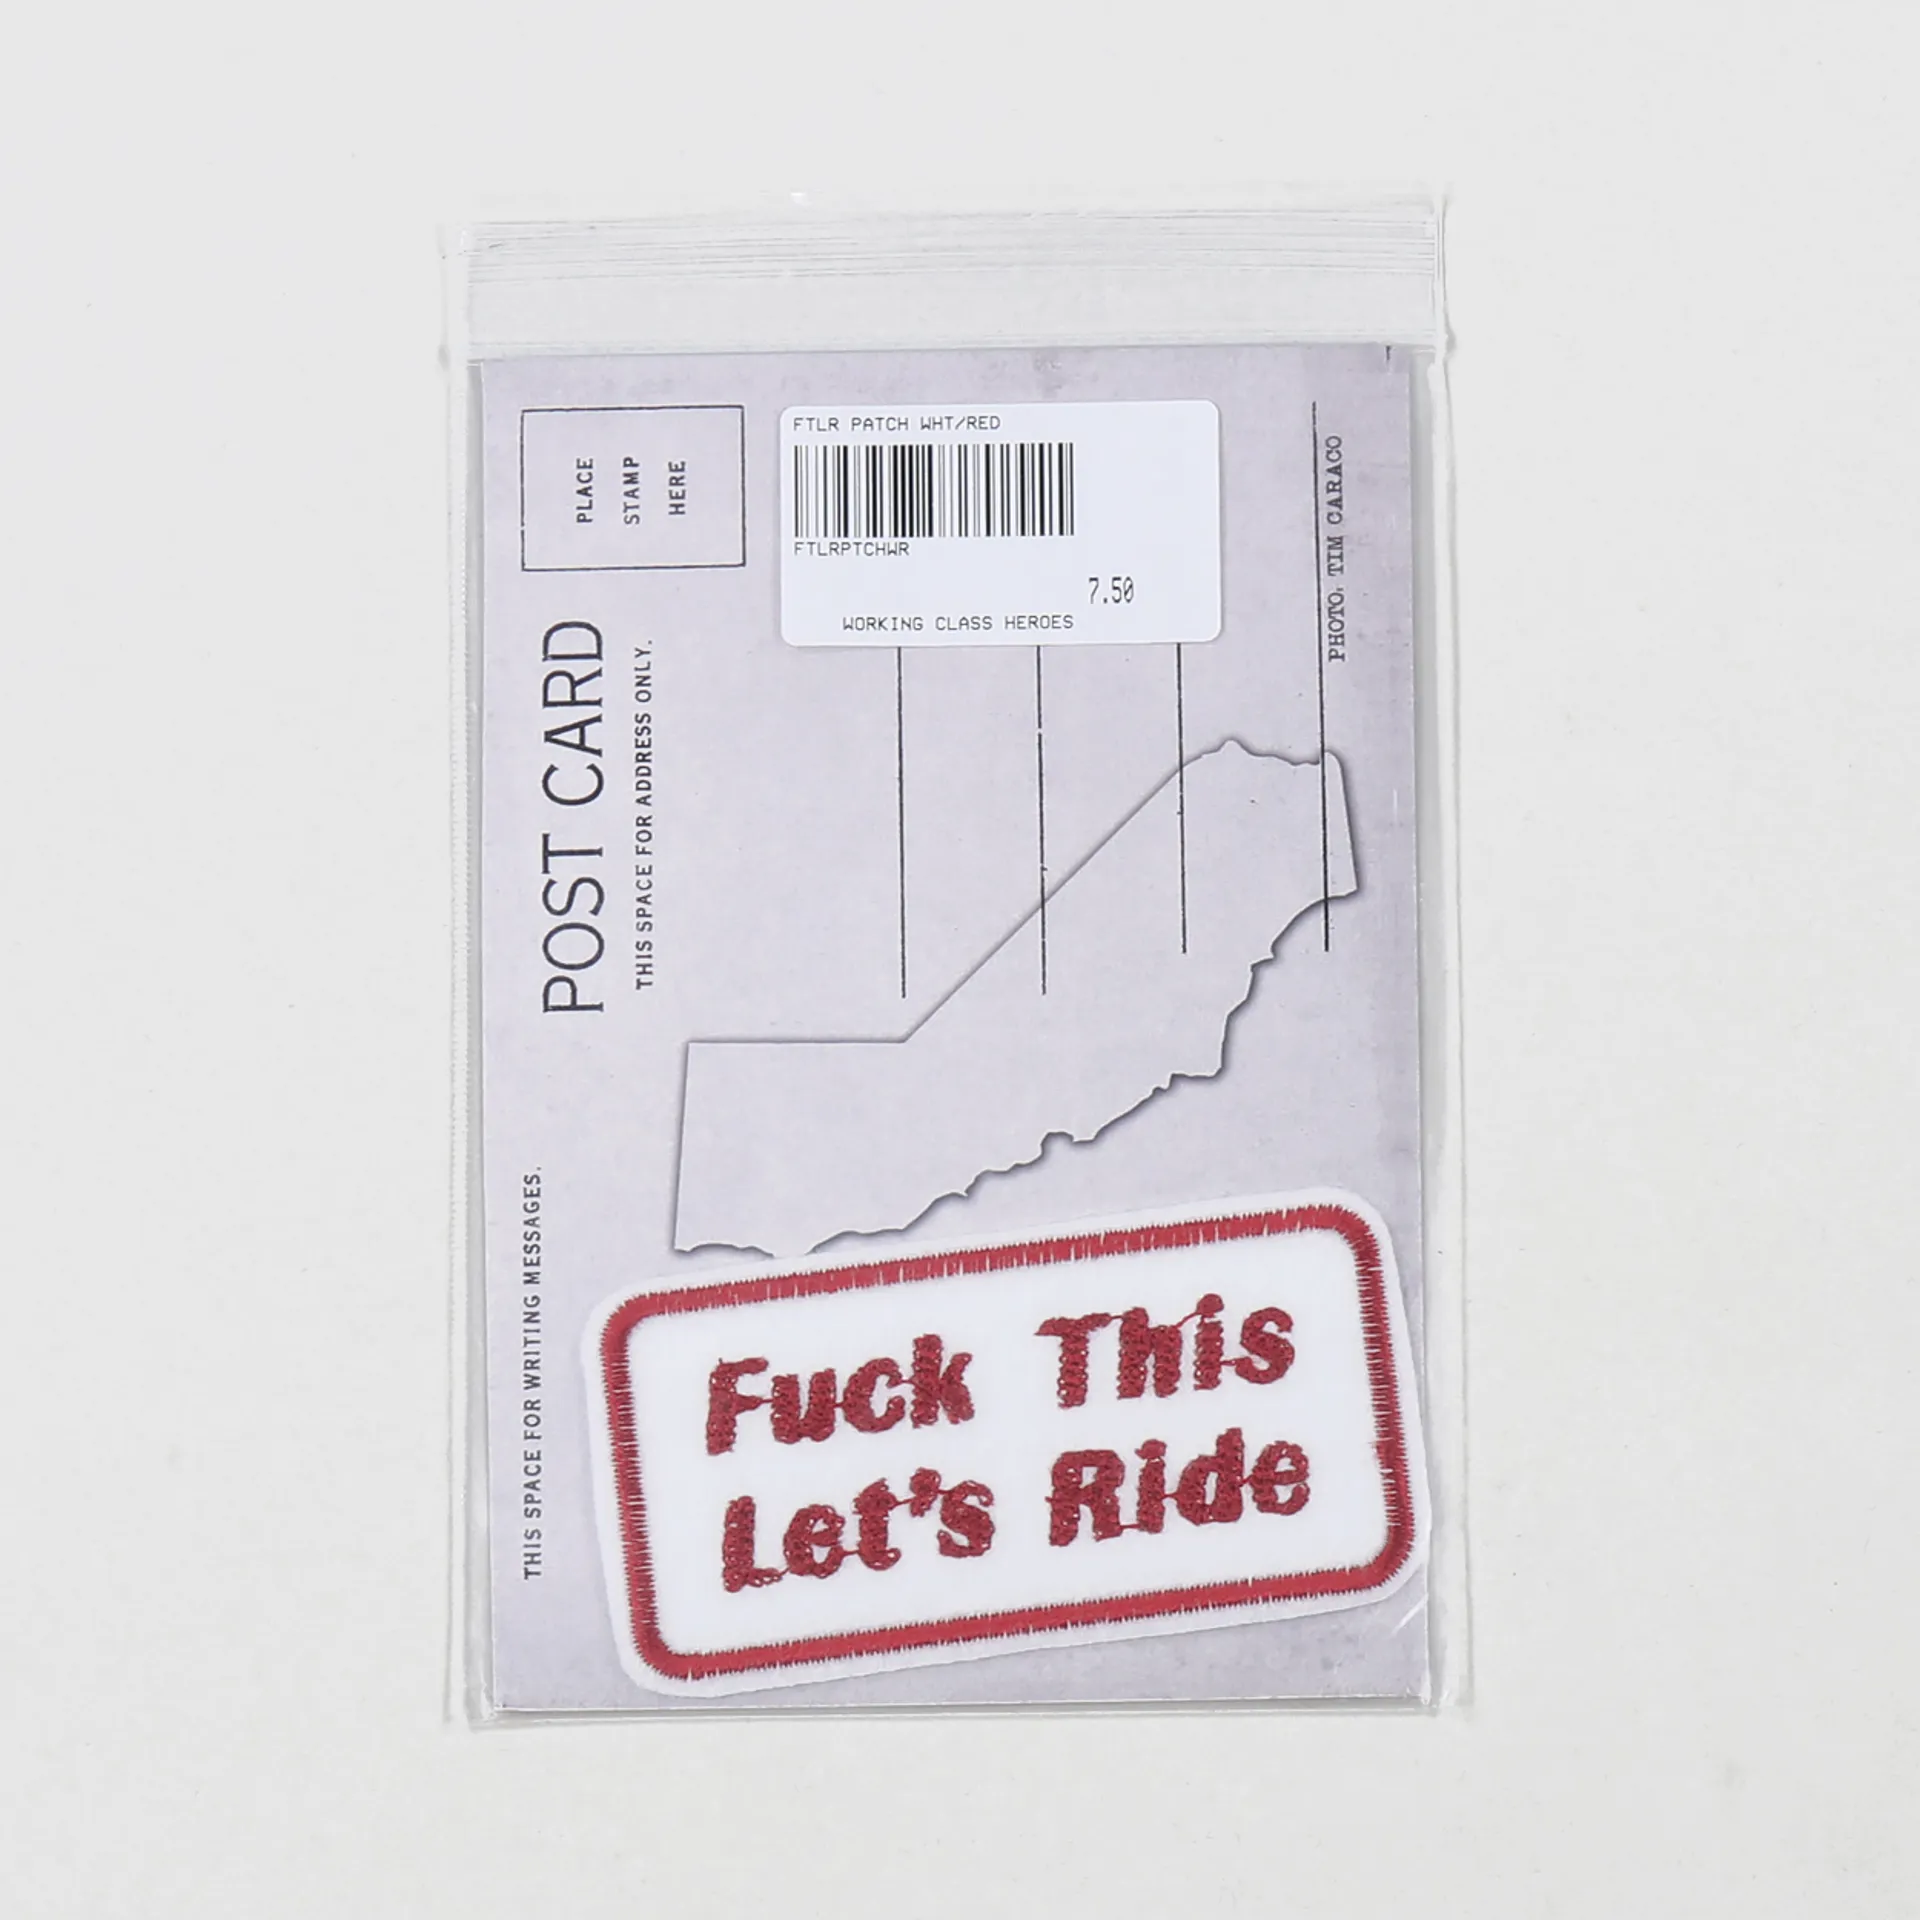 FTLR PATCH WHT/RED
FTLRPTCHWR
7.50
WORKING CLASS HEROES
PLACE
STAMP
HERE
POST CARD
THIS SPACE FOR ADDRESS ONLY.
THIS SPACE FOR WRITING MESSAGES.
PHOTO. TIM CARACO
Fuck This
Let's Ride